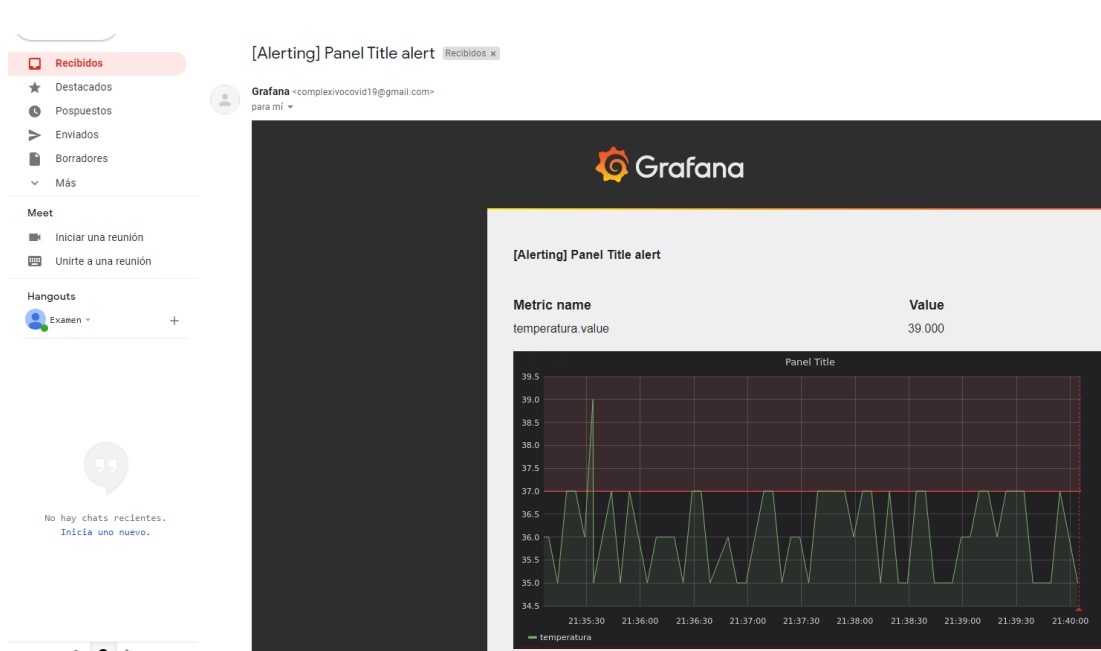 [Alerting] Panel Title alert Recibidos x
Recibidos
Destacados
Pospuestos
Enviados
Borradores
Más
Meet
Iniciar una reunión
Unirte a una reunión
Hangouts
Examen
No hay chats recientes.
Inicia uno nuevo.
Grafana <complexivocovid19@gmail.com>
para mí
Grafana
[Alerting] Panel Title alert
Metric name Value
temperatura.value 39.000
Panel Title
39.5
39.0
38.5
38.0
37.5
37.0
36.5
36.0
35.5
35.0
34.5
21:35:30 21:36:00 21:36:30 21:37:00 21:37:30 21:38:00 21:38:30 21:39:00 21:39:30 21:40:00
temperatura